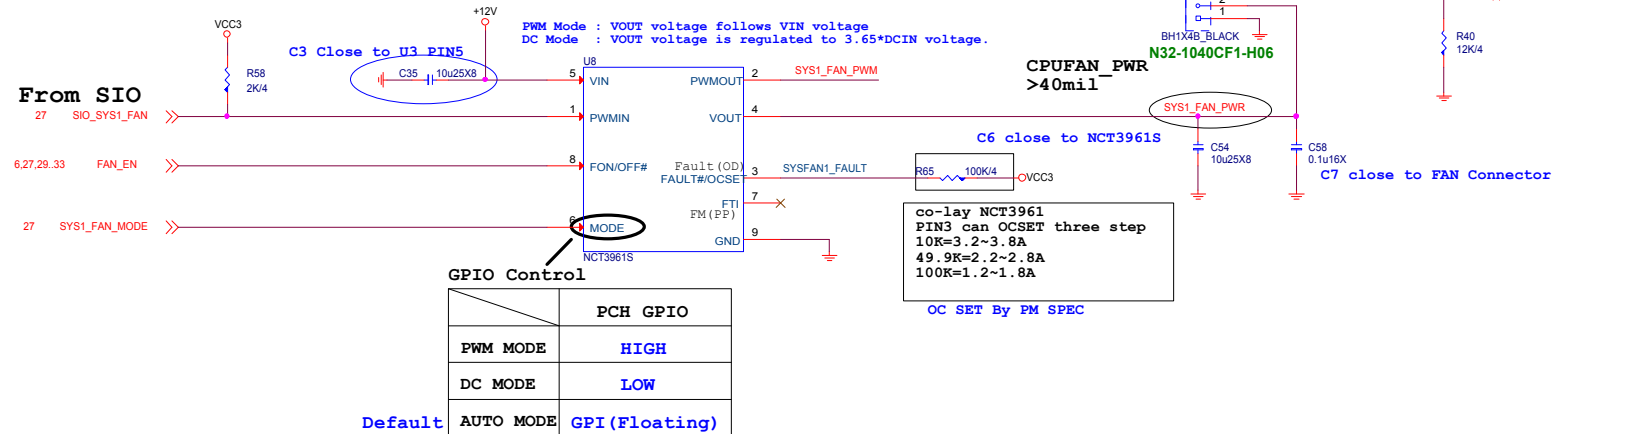 +12V
VCC3
PWM Mode : VOUT voltage follows VIN voltage
DC Mode : VOUT voltage is regulated to 3.65*DCIN voltage.
2
1
BH1X4B_BLACK
N32-1040CF1-H06
R40
12K/4
C3 Close to U3 PIN5
C35
10u25X8
R58
2K/4
U8
5
VIN
PWMOUT
2
SYS1_FAN_PWM
CPUFAN_PWR
>40mil
From SIO
27
SIO_SYS1_FAN
1
PWMIN
VOUT
4
SYS1_FAN_PWR
C6 close to NCT3961S
C54
10u25X8
C58
0.1u16X
C7 close to FAN Connector
6,27,29..33
FAN_EN
8
FON/OFF#
Fault(OD)
FAULT#/OCSET
3
SYSFAN1_FAULT
R65
100K/4
VCC3
7
FTI
FM(PP)
27
SYS1_FAN_MODE
6
MODE
GND
9
NCT3961S
co-lay NCT3961
PIN3 can OCSET three step
10K=3.2~3.8A
49.9K=2.2~2.8A
100K=1.2~1.8A
OC SET By PM SPEC
GPIO Control
PCH GPIO
PWM MODE
HIGH
DC MODE
LOW
Default
AUTO MODE
GPI(Floating)